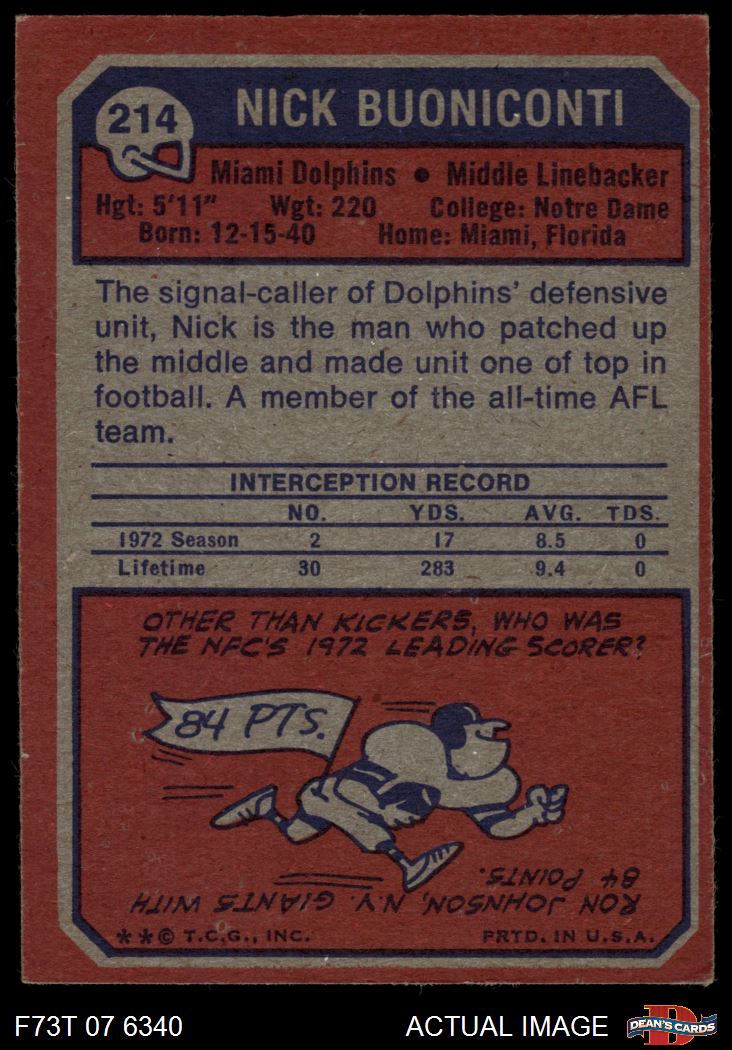 214
NICK BUONICONTI
Miami Dolphins • Middle Linebacker
Hgt: 5'11" Wgt: 220 College: Notre Dame
Born: 12-15-40 Home: Miami, Florida
The signal-caller of Dolphins' defensive
unit, Nick is the man who patched up
the middle and made unit one of top in
football. A member of the all-time AFL
team.
INTERCEPTION RECORD
NO. YDS. AVG. TDS.
1972 Season 2 17 8.5 0
Lifetime 30 283 9.4 0
OTHER THAN KICKERS, WHO WAS
THE NFC'S 1972 LEADING SCORER?
84 PTS.
RON JOHNSON, N.Y. GIANTS WITH
84 POINTS.
** © T.C.G., INC. PRTD. IN U.S.A.
F73T 07 6340 ACTUAL IMAGE
D
DEAN'S CARDS